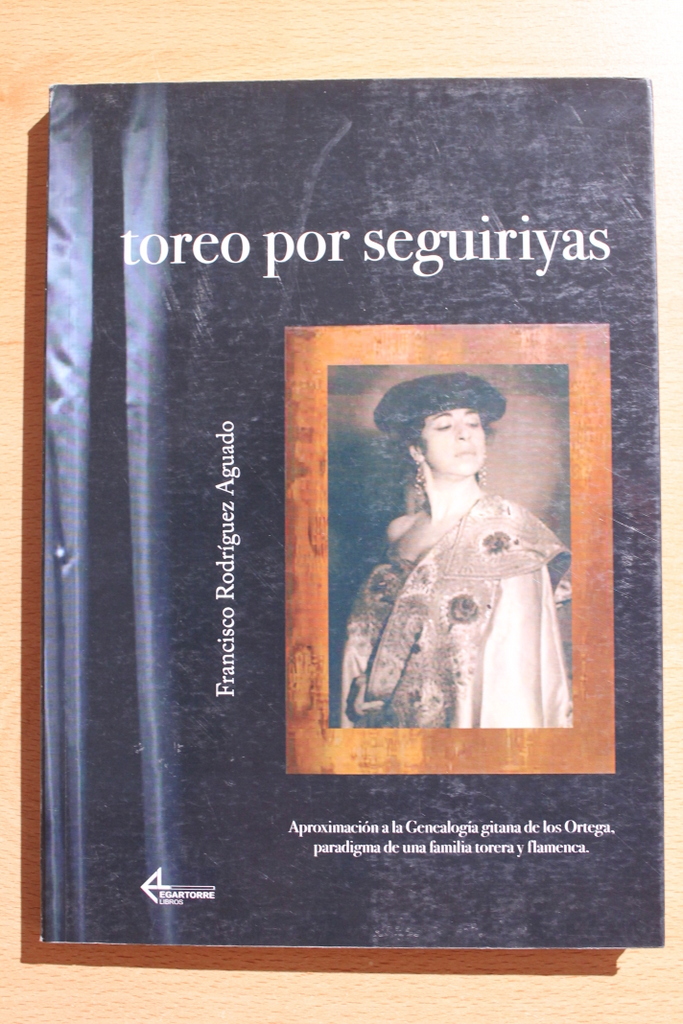 toreo por seguiriyas
Francisco Rodríguez Aguado
Aproximación a la Genealogía gitana de los Ortega,
paradigma de una familia torera y flamenca.
EGARTORRE
LIBROS